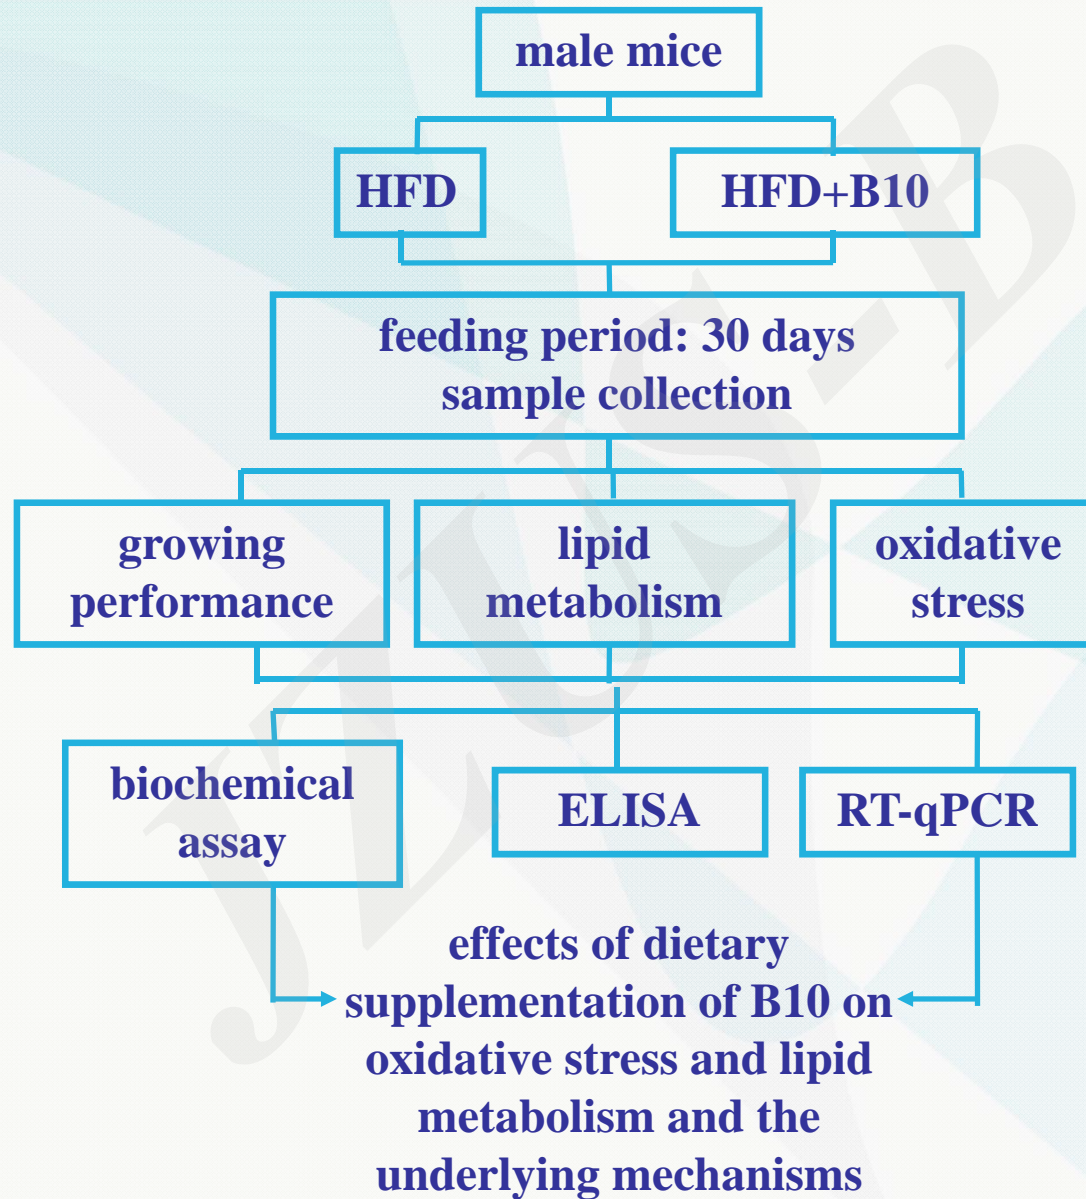 male mice
HFD
HFD+B10
feeding period: 30 days
sample collection
growing
performance
lipid
metabolism
oxidative
stress
biochemical
assay
ELISA
RT-qPCR
effects of dietary
supplementation of B10 on
oxidative stress and lipid
metabolism and the
underlying mechanisms
JZUS-B